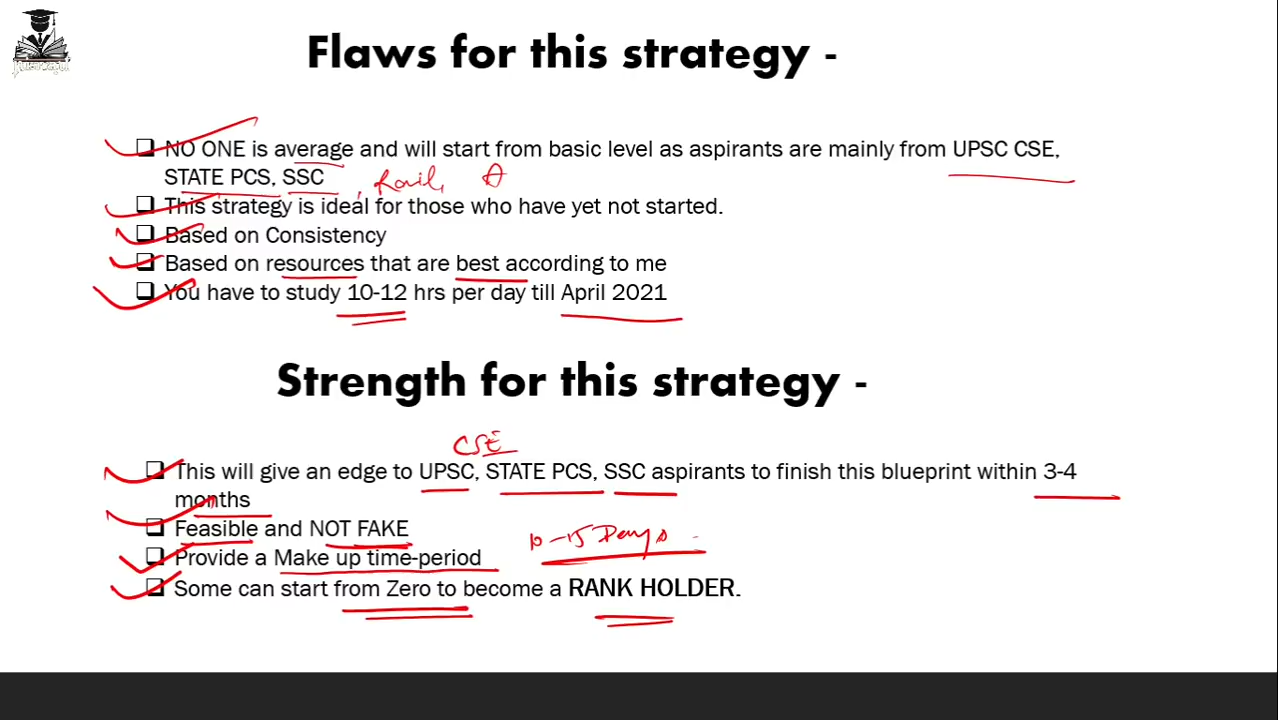 Flaws for this strategy -
NO ONE is average and will start from basic level as aspirants are mainly from UPSC CSE,
STATE PCS, SSC
, Rail,
This strategy is ideal for those who have yet not started.
Based on Consistency
Based on resources that are best according to me
You have to study 10-12 hrs per day till April 2021
Strength for this strategy -
CSE
This will give an edge to UPSC, STATE PCS, SSC aspirants to finish this blueprint within 3-4
months
Feasible and NOT FAKE
10-15 Days
Provide a Make up time-period
Some can start from Zero to become a RANK HOLDER.